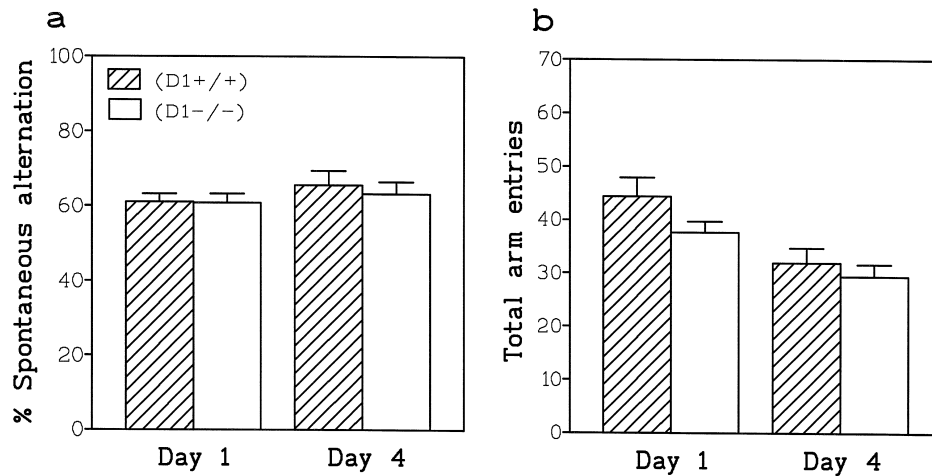 a
% Spontaneous alternation
100
80
60
40
20
0
(D1+/+)
(D1-/-)
Day 1
Day 4
b
Total arm entries
70
60
50
40
30
20
10
0
Day 1
Day 4